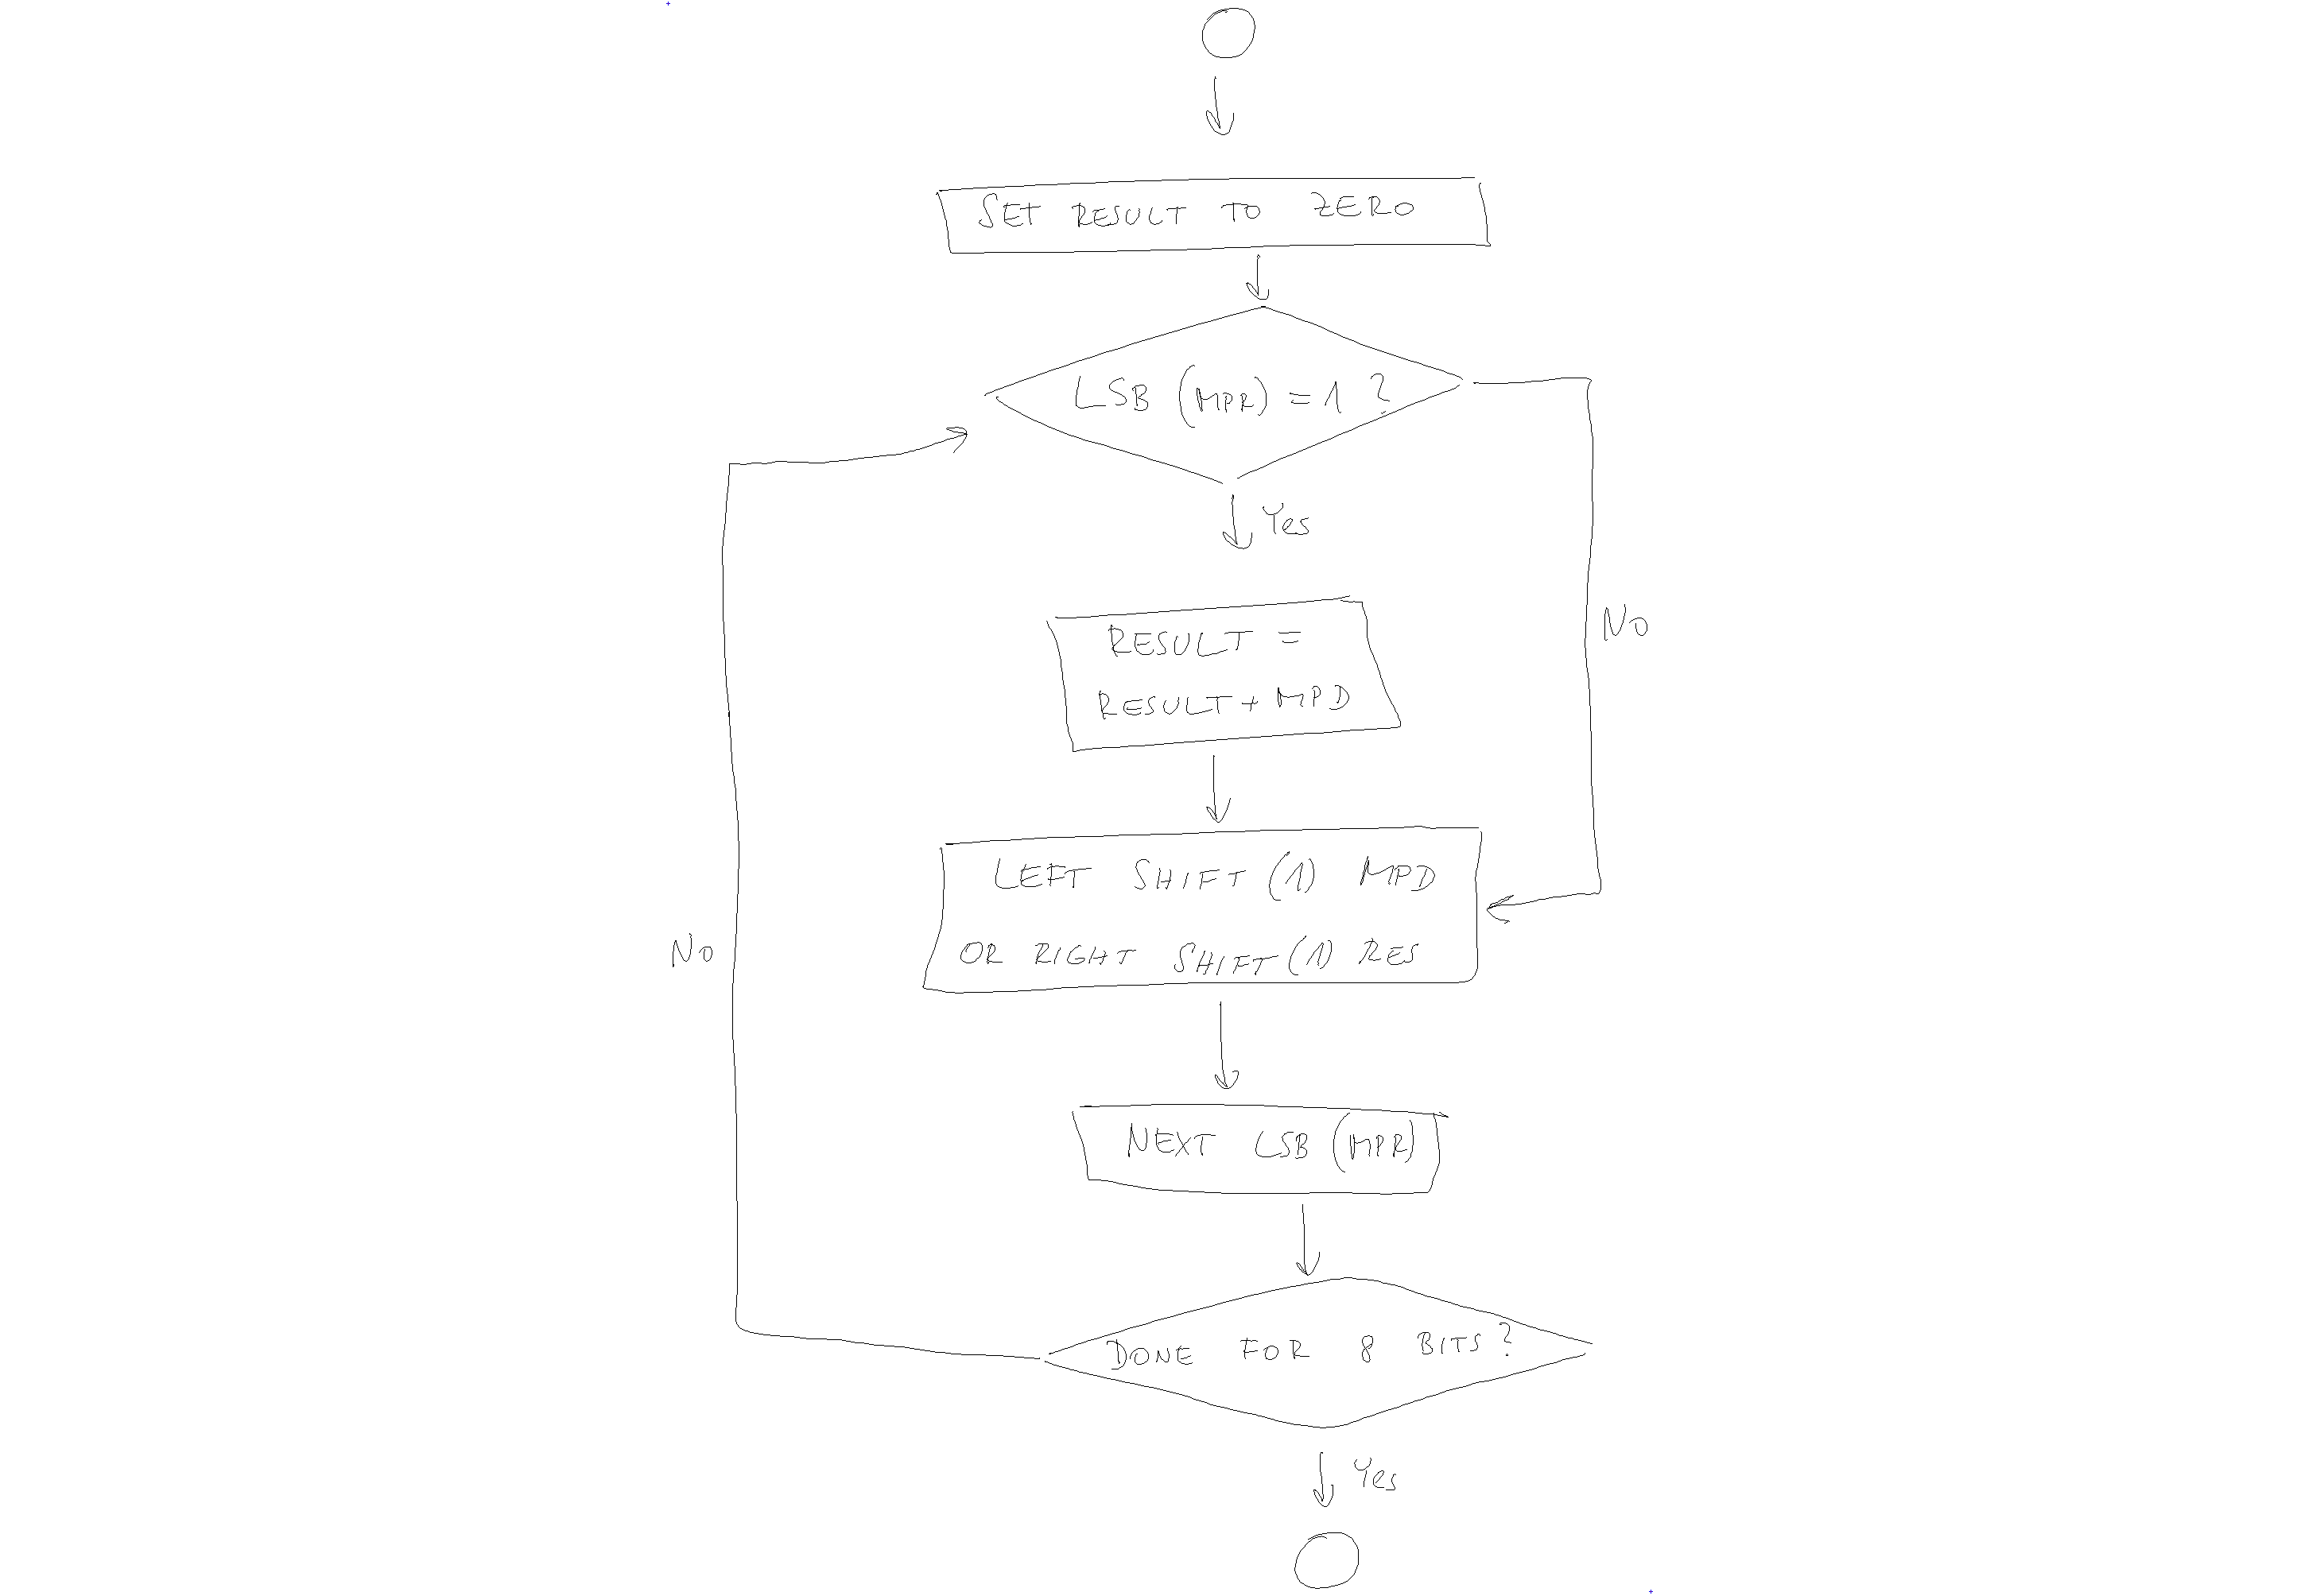 SET RESULT TO ZERO
LSB (MPR) = 1 ?
Yes
No
RESULT =
RESULT + MPD
LEFT SHIFT (1) MPD
OR RIGHT SHIFT (1) RES
No
NEXT LSB (MPR)
DONE FOR 8 BITS?
Yes